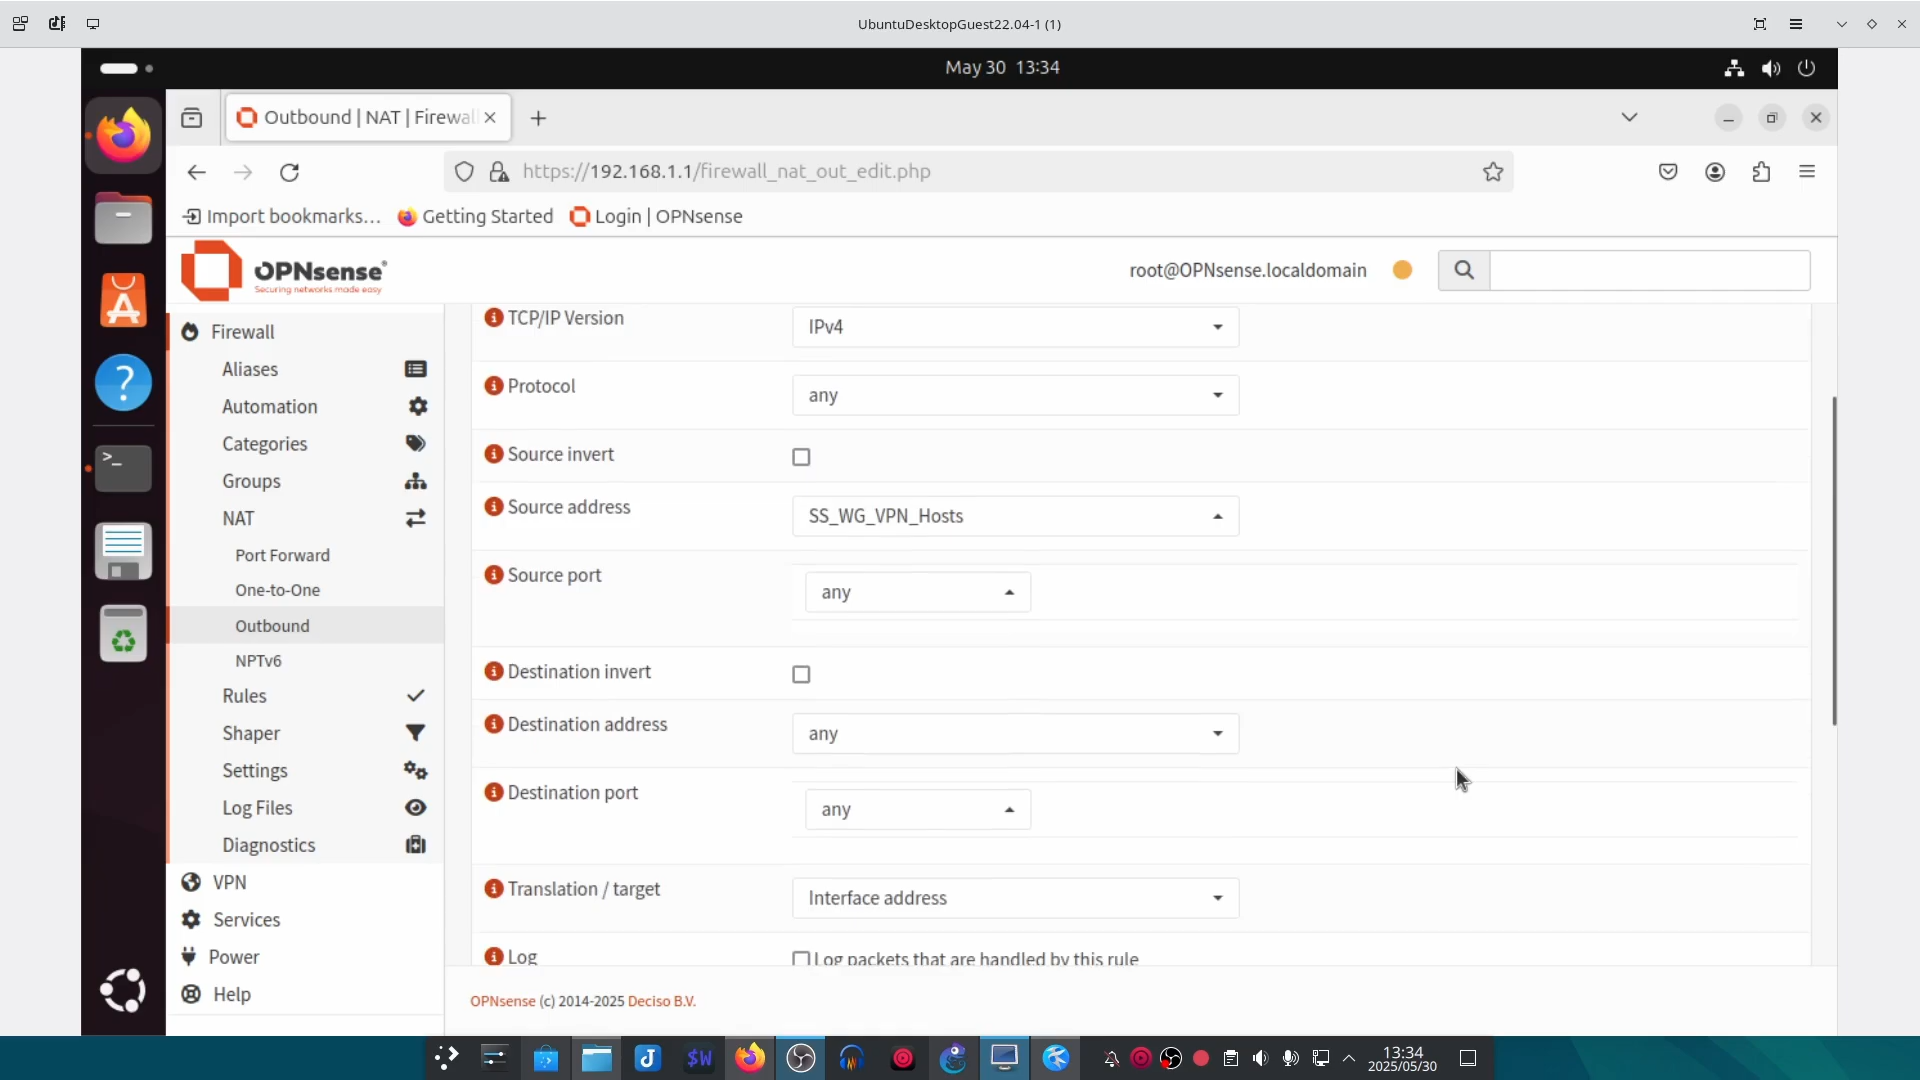 UbuntuDesktopGuest22.04-1 (1)
May 30 13:34
Outbound | NAT | Firewal
https://192.168.1.1/firewall_nat_out_edit.php
Import bookmarks...
Getting Started
Login | OPNsense
OPNsense
Securing networks made easy
root@OPNsense.localdomain
Firewall
Aliases
Automation
Categories
Groups
NAT
Port Forward
One-to-One
Outbound
NPTv6
Rules
Shaper
Settings
Log Files
Diagnostics
VPN
Services
Power
Help
TCP/IP Version
IPv4
Protocol
any
Source invert
Source address
SS_WG_VPN_Hosts
Source port
any
Destination invert
Destination address
any
Destination port
any
Translation / target
Interface address
Log
Log packets that are handled by this rule
OPNsense (c) 2014-2025 Deciso B.V.
$W
13:34
2025/05/30